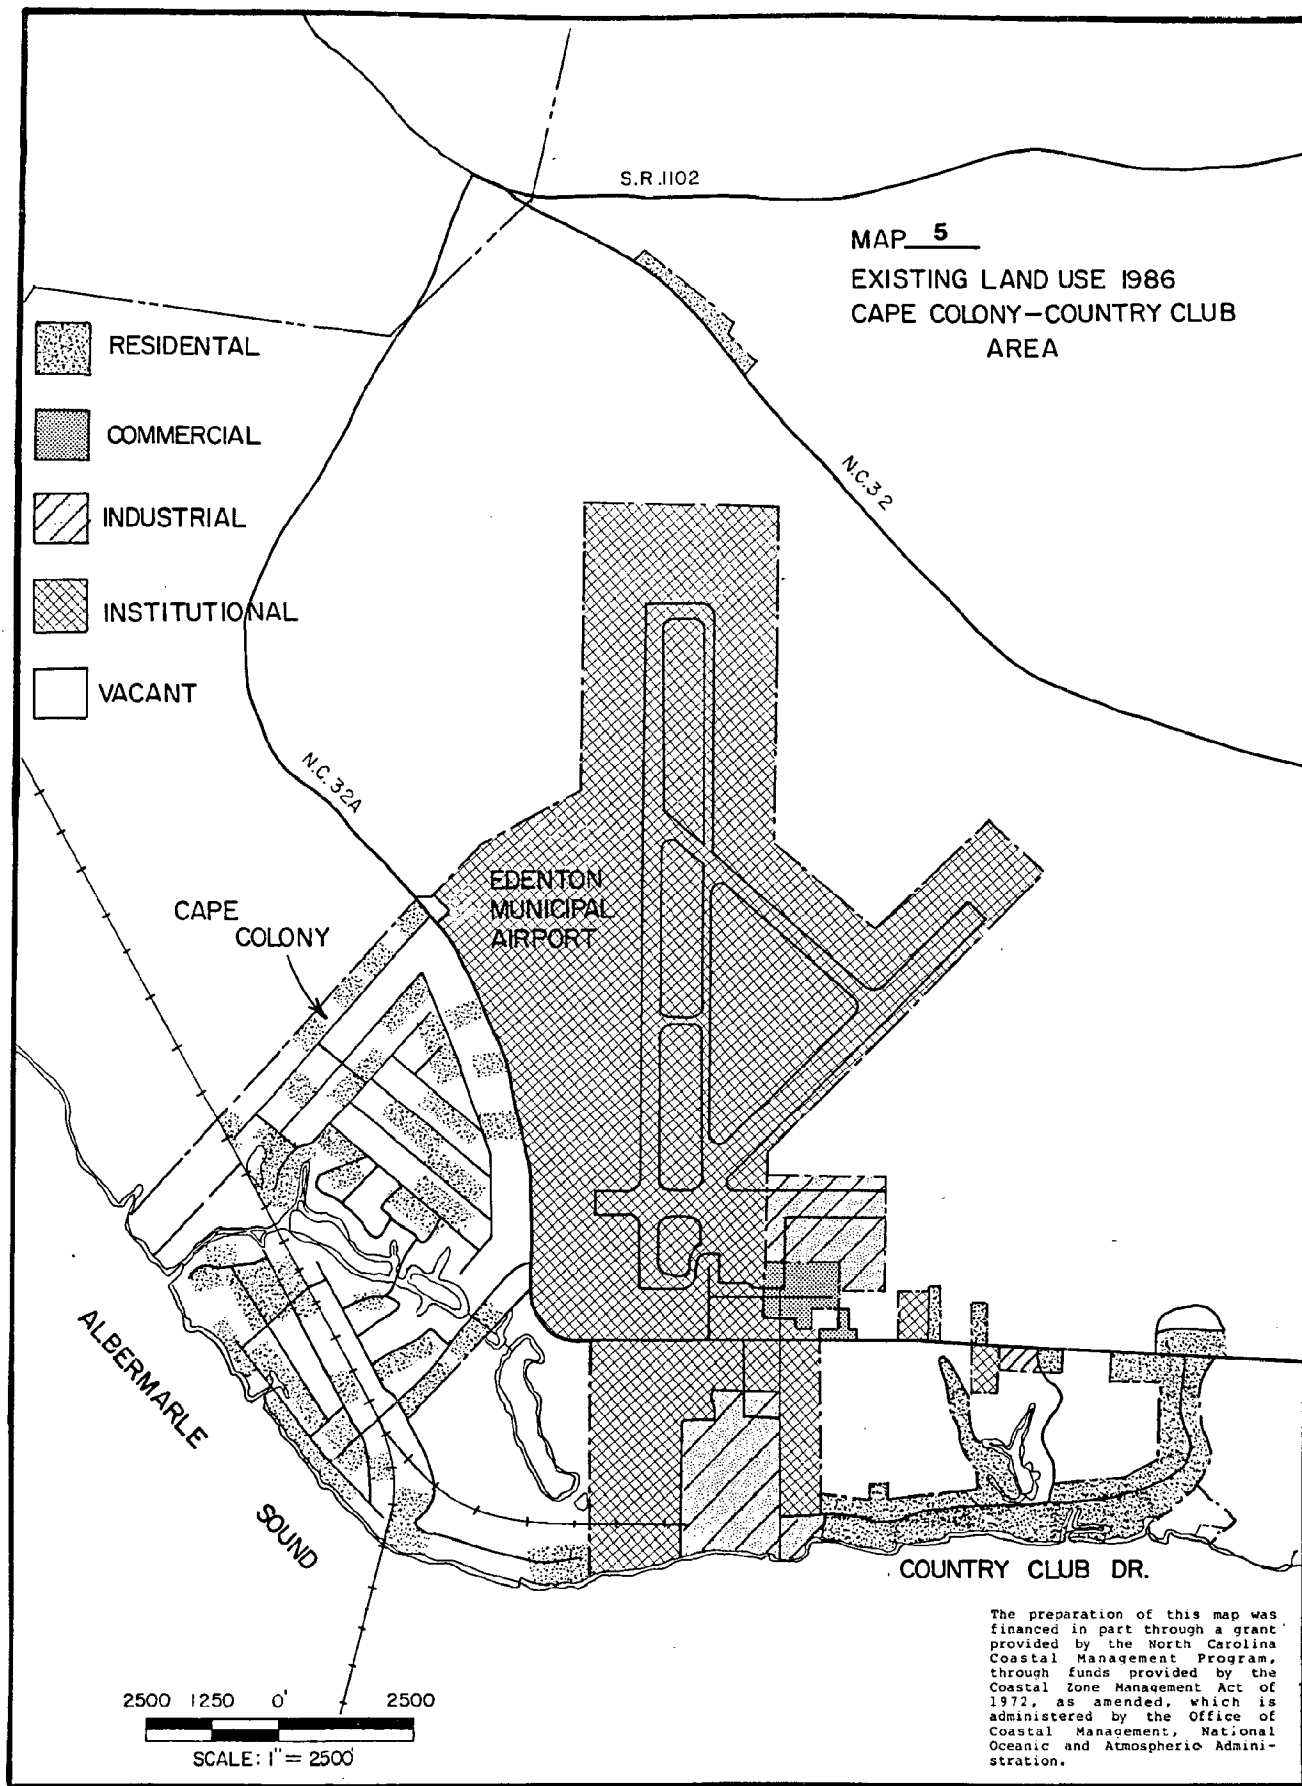 S.R.1102
MAP 5
EXISTING LAND USE 1986
CAPE COLONY-COUNTRY CLUB
AREA
RESIDENTAL
COMMERCIAL
INDUSTRIAL
INSTITUTIONAL
VACANT
N.C.32
N.C.32A
EDENTON
MUNICIPAL
AIRPORT
CAPE
COLONY
ALBERMARLE
SOUND
COUNTRY CLUB DR.
The preparation of this map was
financed in part through a grant
provided by the North Carolina
Coastal Management Program,
through funds provided by the
Coastal Zone Management Act of
1972, as amended, which is
administered by the Office of
Coastal Management, National
Oceanic and Atmospheric Admini-
stration.
2500 1250 0' 2500
SCALE: 1" = 2500'